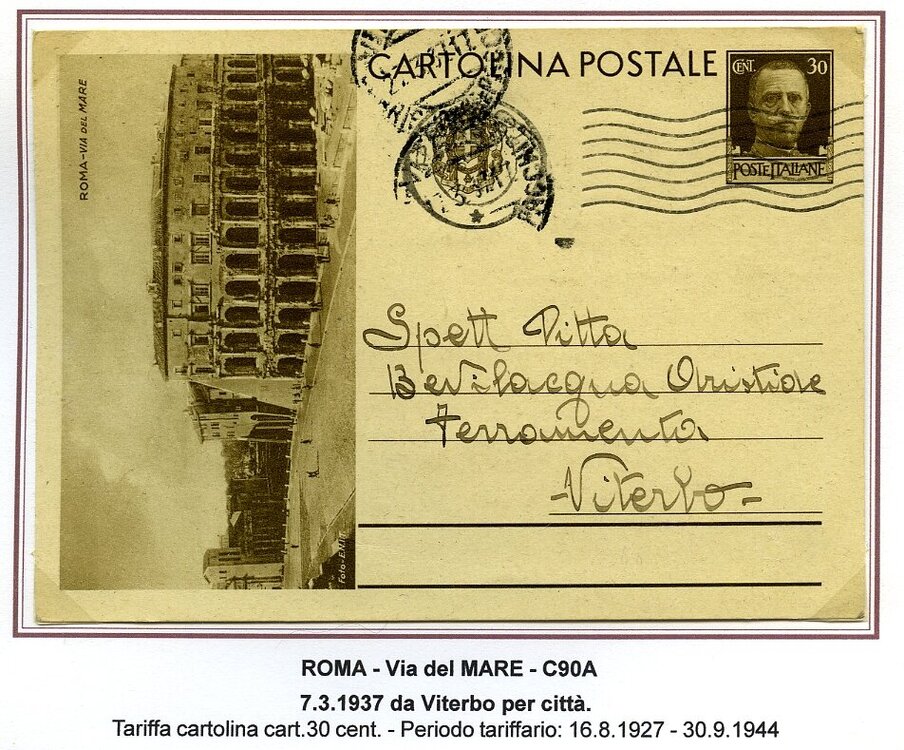 CARTOLINA POSTALE
CENT. 30
POSTE ITALIANE
ROMA-VIA DEL MARE
Spett Ditta
Bevilacqua Oristide
Ferramenta
-Viterbo-
Foto-E.N.I.T.
ROMA - Via del MARE - C90A
7.3.1937 da Viterbo per città.
Tariffa cartolina cart.30 cent. - Periodo tariffario: 16.8.1927 - 30.9.1944